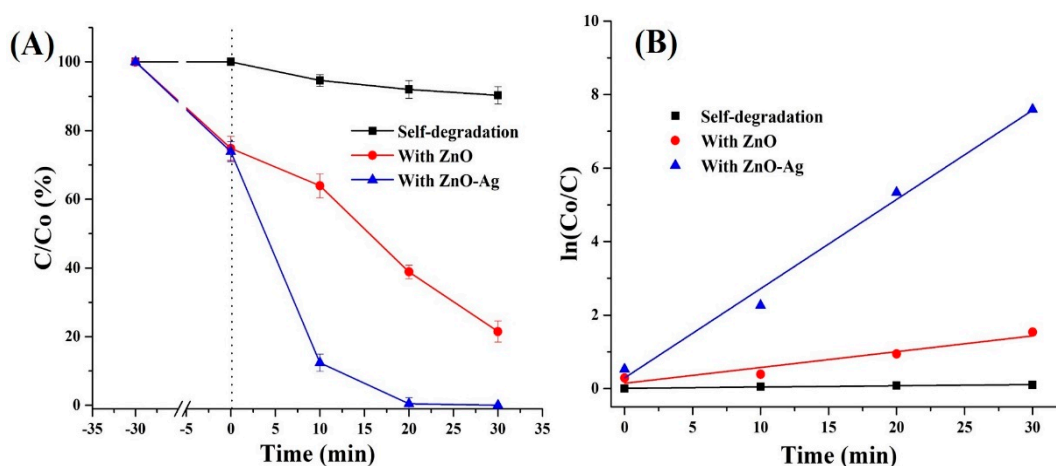 (A)
C/Co (%)
100
80
60
40
20
0
-35
-30
-5
0
5
10
15
20
25
30
35
Time (min)
Self-degradation
With ZnO
With ZnO-Ag
(B)
ln(Co/C)
10
8
6
4
2
0
0
5
10
15
20
25
30
Time (min)
Self-degradation
With ZnO
With ZnO-Ag